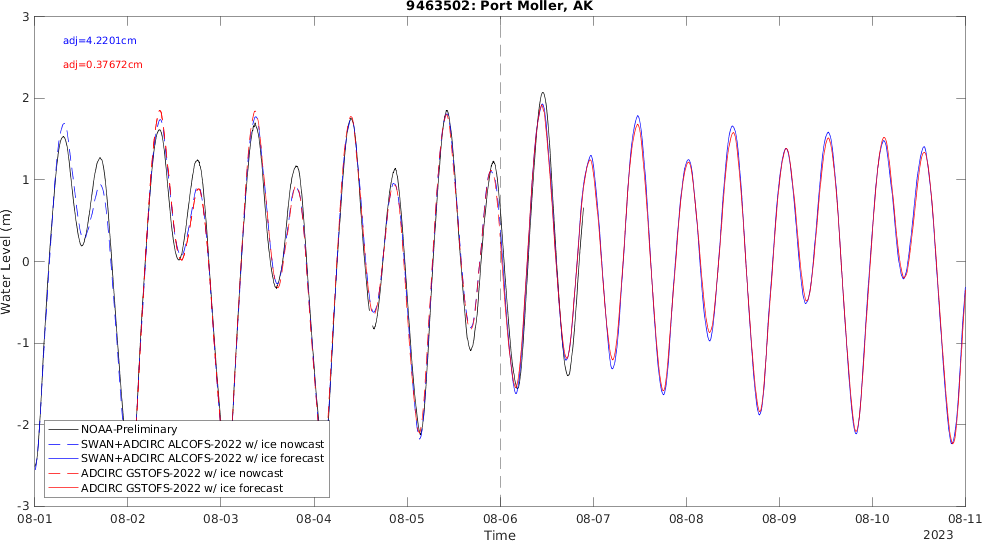 9463502: Port Moller, AK
adj=4.2201cm
adj=0.37672cm
Water Level (m)
3
2
1
0
-1
-2
-3
NOAA-Preliminary
SWAN+ADCIRC ALCOFS-2022 w/ ice nowcast
SWAN+ADCIRC ALCOFS-2022 w/ ice forecast
ADCIRC GSTOFS-2022 w/ ice nowcast
ADCIRC GSTOFS-2022 w/ ice forecast
08-01 08-02 08-03 08-04 08-05 08-06 08-07 08-08 08-09 08-10 08-11
Time
2023